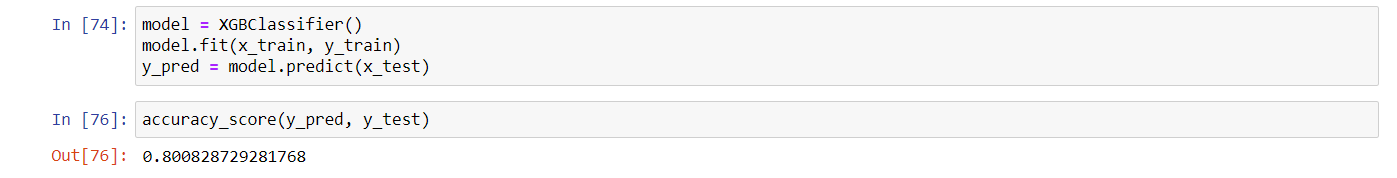 In [74]: model = XGBClassifier()
model.fit(x_train, y_train)
y_pred = model.predict(x_test)
In [76]: accuracy_score(y_pred, y_test)
Out[76]: 0.800828729281768